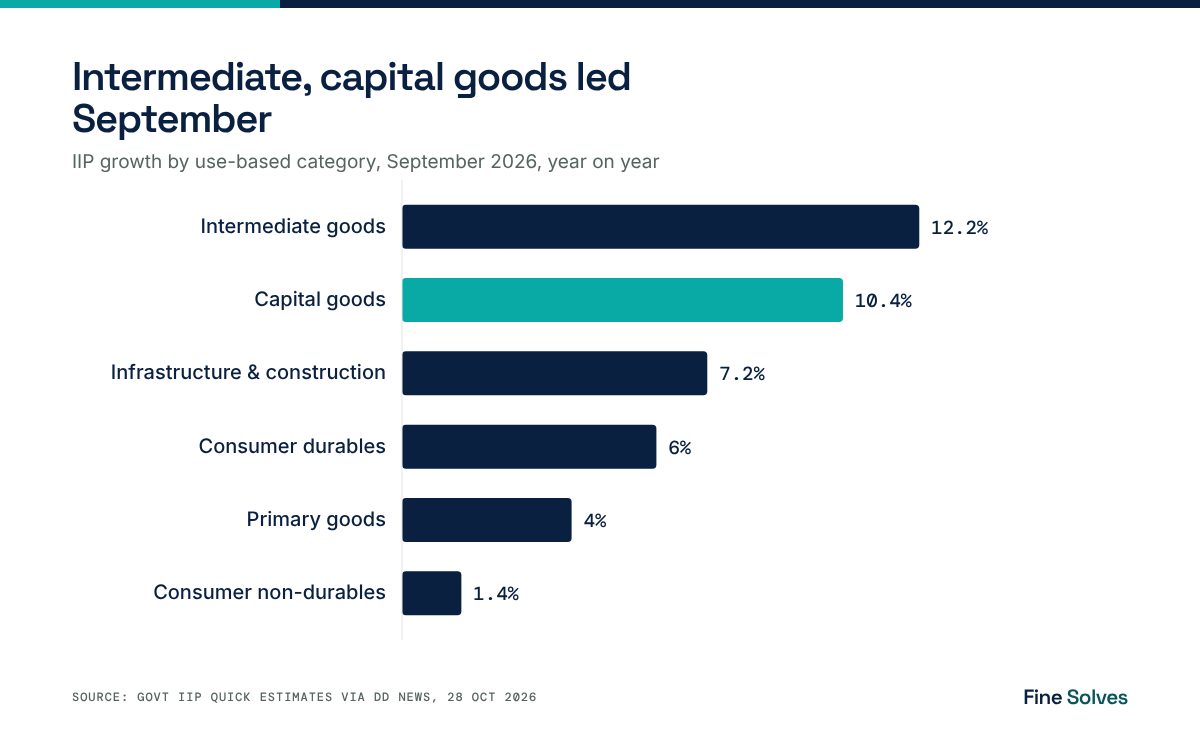 Intermediate, capital goods led
September
IIP growth by use-based category, September 2026, year on year
Intermediate goods 12.2%
Capital goods 10.4%
Infrastructure & construction 7.2%
Consumer durables 6%
Primary goods 4%
Consumer non-durables 1.4%
SOURCE: GOVT IIP QUICK ESTIMATES VIA DD NEWS, 28 OCT 2026
Fine Solves